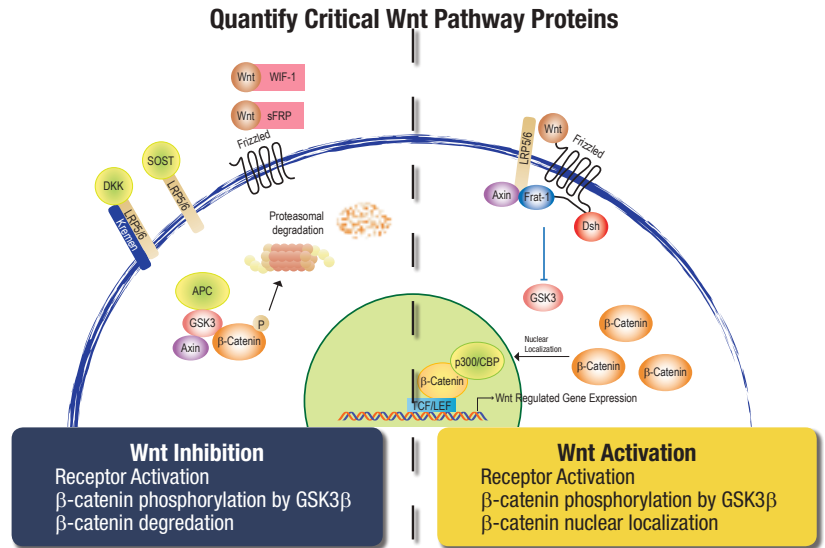 Quantify Critical Wnt Pathway Proteins
Wnt WIF-1
Wnt sFRP
Frizzled
SOST
LRP5/6
DKK
LRP5/6
Kremen
Proteasomal
degradation
APC
GSK3
P
β-Catenin
Axin
Wnt
LRP5/6
Frizzled
Axin
Frat-1
Dsh
GSK3
β-Catenin
β-Catenin
β-Catenin
Nuclear
Localization
p300/CBP
β-Catenin
TCF/LEF
Wnt Regulated Gene Expression
Wnt Inhibition
Receptor Activation
β-catenin phosphorylation by GSK3β
β-catenin degredation
Wnt Activation
Receptor Activation
β-catenin phosphorylation by GSK3β
β-catenin nuclear localization